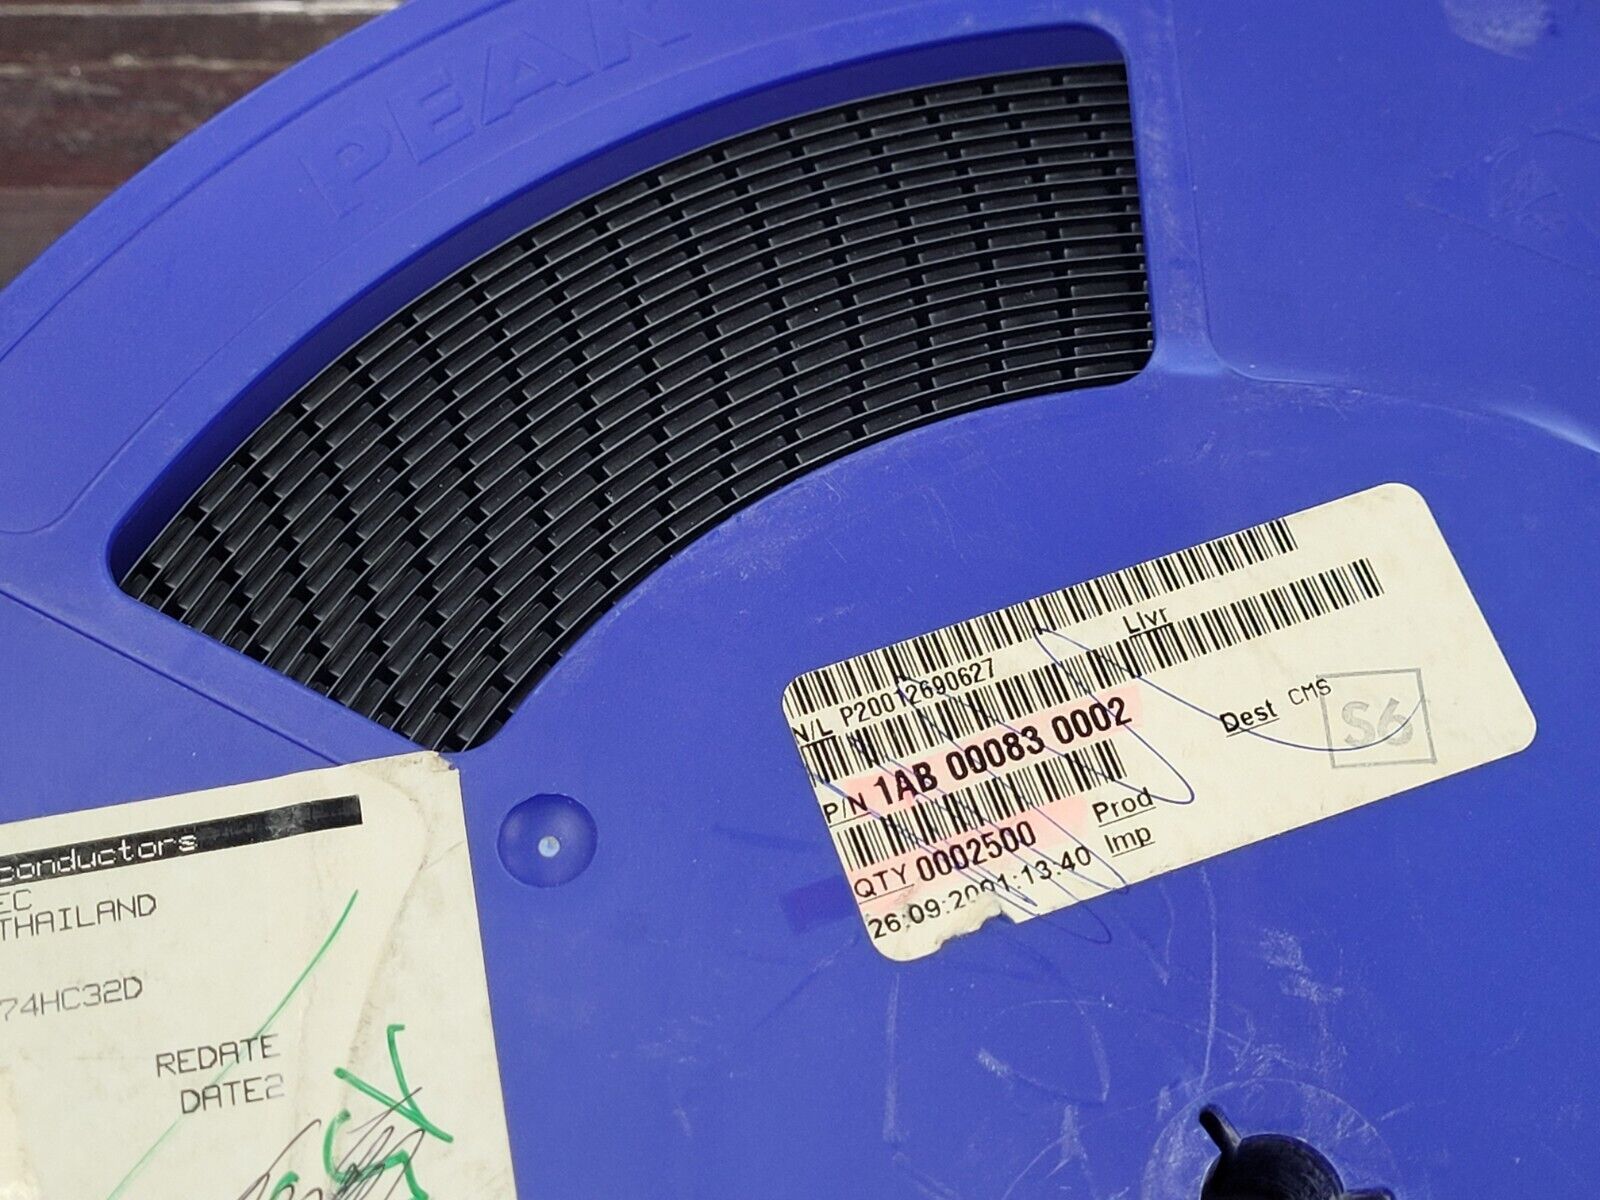 PEAK
Livr
N/L P20012690627
Dest CMS
S6
P/N 1AB 00083 0002
Prod
QTY 0002500
Imp
26:09:2001:13:40
conductors
EC
THAILAND
74HC32D
REDATE
DATE2